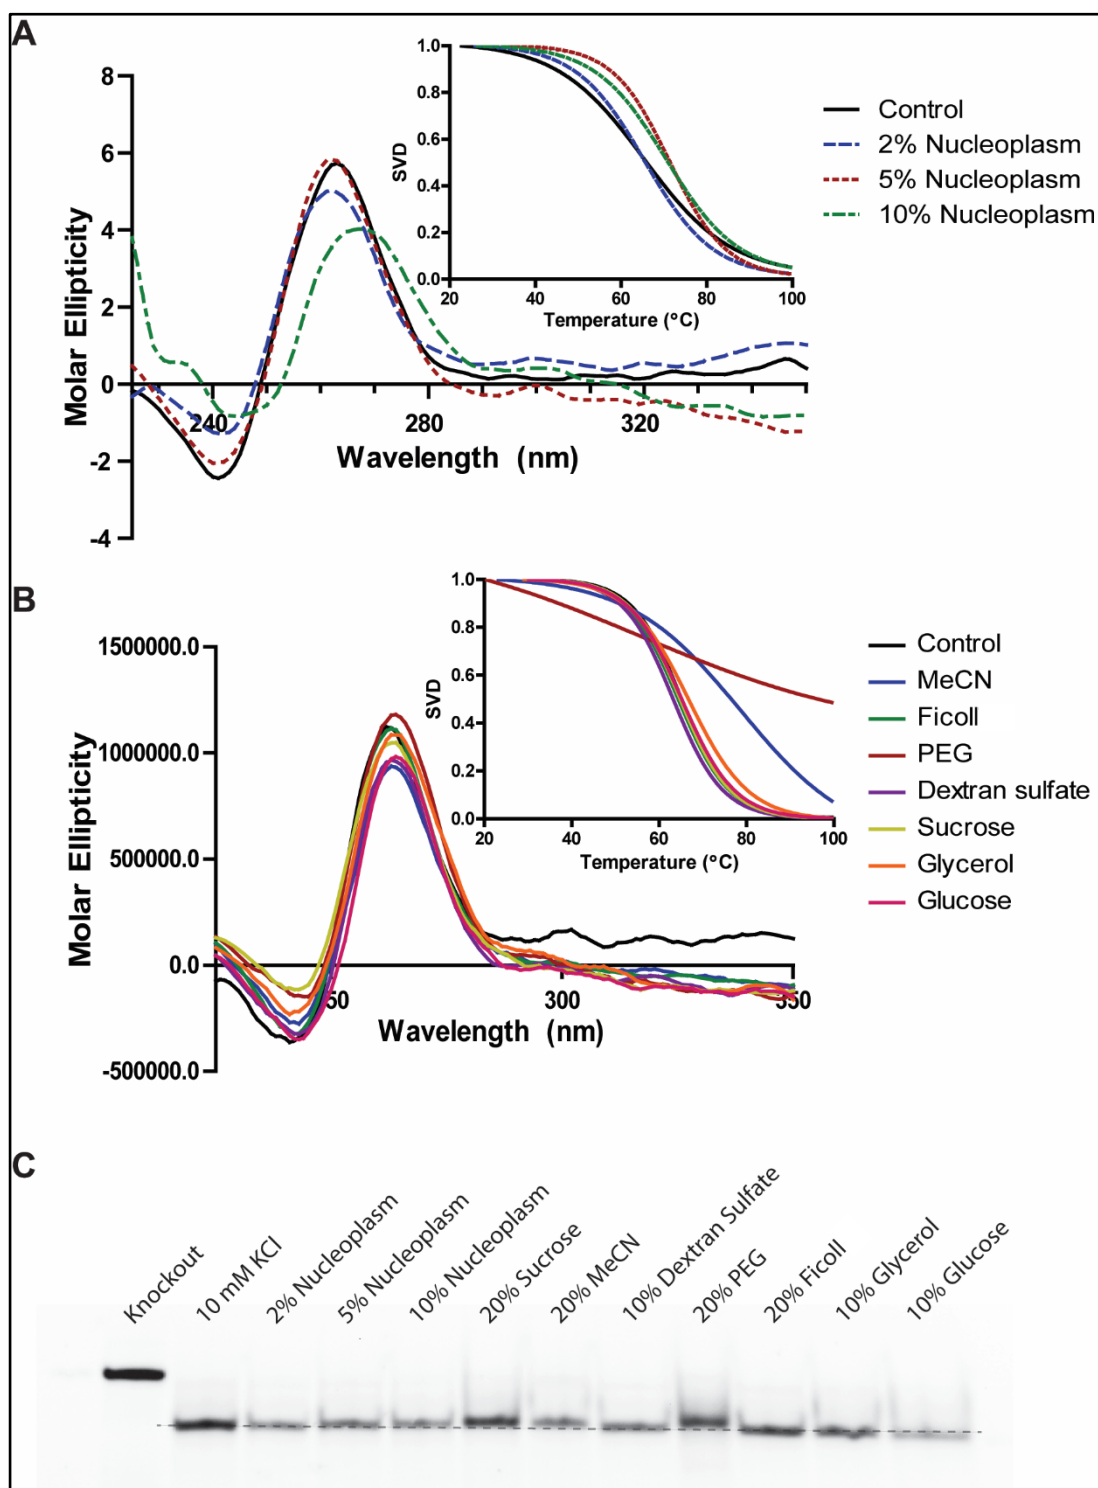 A
8
6
4
2
0
-2
-4
Molar Ellipticity
240
280
320
Wavelength (nm)
1.0
0.8
0.6
0.4
0.2
0.0
SVD
20
40
60
80
100
Temperature (°C)
Control
2% Nucleoplasm
5% Nucleoplasm
10% Nucleoplasm
B
1500000.0
1000000.0
500000.0
0.0
-500000.0
Molar Ellipticity
50
300
350
Wavelength (nm)
1.0
0.8
0.6
0.4
0.2
0.0
SVD
20
40
60
80
100
Temperature (°C)
Control
MeCN
Ficoll
PEG
Dextran sulfate
Sucrose
Glycerol
Glucose
C
Knockout
10 mM KCl
2% Nucleoplasm
5% Nucleoplasm
10% Nucleoplasm
20% Sucrose
20% MeCN
10% Dextran Sulfate
20% PEG
20% Ficoll
10% Glycerol
10% Glucose